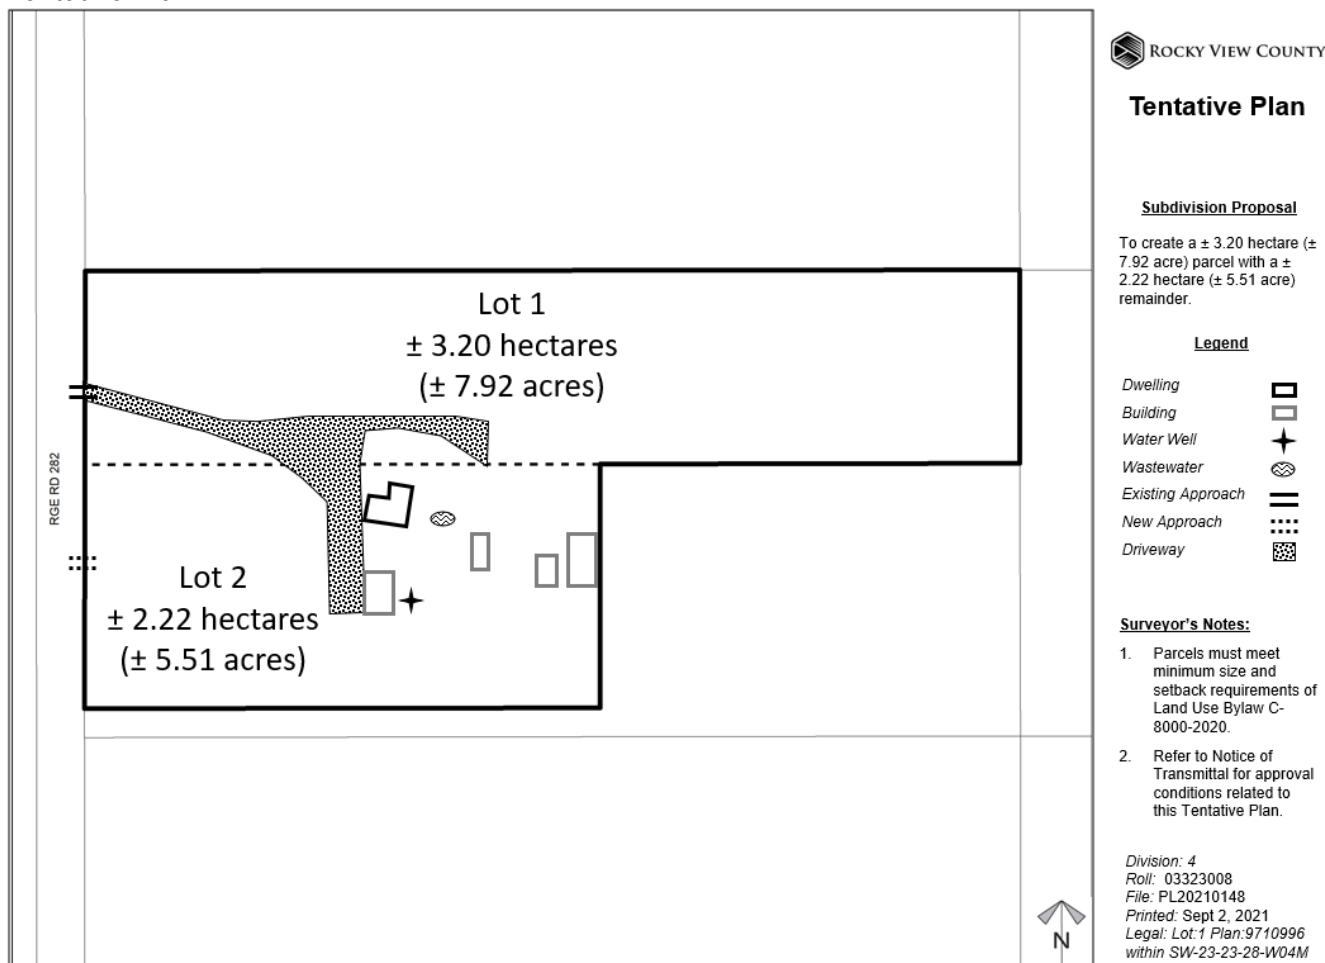 ROCKY VIEW COUNTY
Tentative Plan
Subdivision Proposal
To create a ± 3.20 hectare (±
7.92 acre) parcel with a ±
2.22 hectare (± 5.51 acre)
remainder.
Legend
Dwelling
Building
Water Well
Wastewater
Existing Approach
New Approach
Driveway
Surveyor's Notes:
1. Parcels must meet
minimum size and
setback requirements of
Land Use Bylaw C-
8000-2020.
2. Refer to Notice of
Transmittal for approval
conditions related to
this Tentative Plan.
Division: 4
Roll: 03323008
File: PL20210148
Printed: Sept 2, 2021
Legal: Lot:1 Plan:9710996
within SW-23-23-28-W04M
Lot 1
± 3.20 hectares
(± 7.92 acres)
RGE RD 282
Lot 2
± 2.22 hectares
(± 5.51 acres)
N